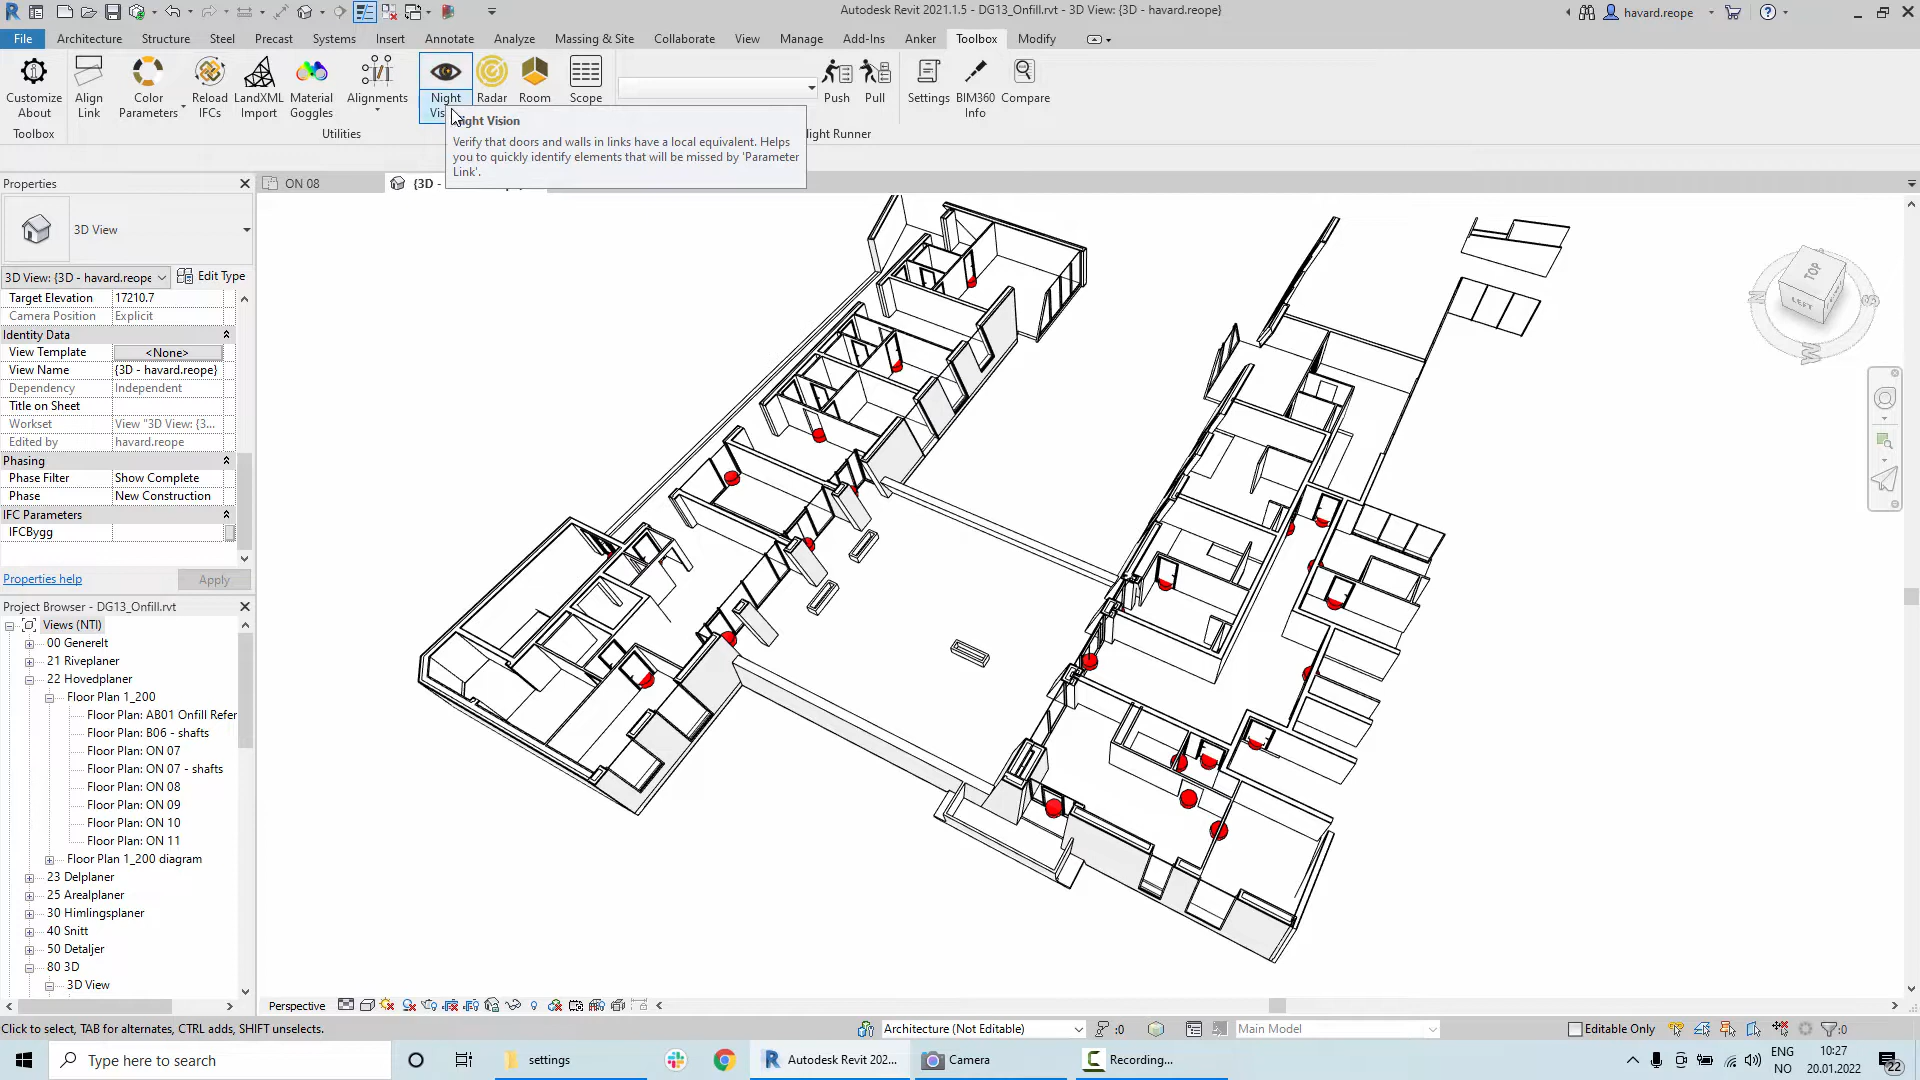 Autodesk Revit 2021.1.5 - DG13_Onfill.rvt - 3D View: {3D - havard.reope}
havard.reope
File Architecture Structure Steel Precast Systems Insert Annotate Analyze Massing & Site Collaborate View Manage Add-Ins Anker Toolbox Modify
Customize About
Align Link
Color Parameters
Reload IFCs
LandXML Import
Material Goggles
Alignments
Night
Radar
Room
Scope
Push
Pull
Settings
BIM360 Info
Compare
Toolbox
Utilities
Night Vision
Verify that doors and walls in links have a local equivalent. Helps
you to quickly identify elements that will be missed by 'Parameter
Link'.
Properties
ON 08
{3D -
3D View
3D View: {3D - havard.reope
Edit Type
Target Elevation 17210.7
Camera Position Explicit
Identity Data
View Template <None>
View Name {3D - havard.reope}
Dependency Independent
Title on Sheet
Workset View "3D View: {3...
Edited by havard.reope
Phasing
Phase Filter Show Complete
Phase New Construction
IFC Parameters
IFCBygg
Properties help
Apply
Project Browser - DG13_Onfill.rvt
Views (NTI)
00 Generelt
21 Riveplaner
22 Hovedplaner
Floor Plan 1_200
Floor Plan: AB01 Onfill Refer
Floor Plan: B06 - shafts
Floor Plan: ON 07
Floor Plan: ON 07 - shafts
Floor Plan: ON 08
Floor Plan: ON 09
Floor Plan: ON 10
Floor Plan: ON 11
Floor Plan 1_200 diagram
23 Delplaner
25 Arealplaner
30 Himlingsplaner
40 Snitt
50 Detaljer
80 3D
3D View
TOP
LEFT
N
S
W
Perspective
Click to select, TAB for alternates, CTRL adds, SHIFT unselects.
Architecture (Not Editable)
:0
Main Model
Editable Only
:0
Type here to search
settings
Autodesk Revit 202...
Camera
Recording...
ENG
NO
10:27
20.01.2022
22